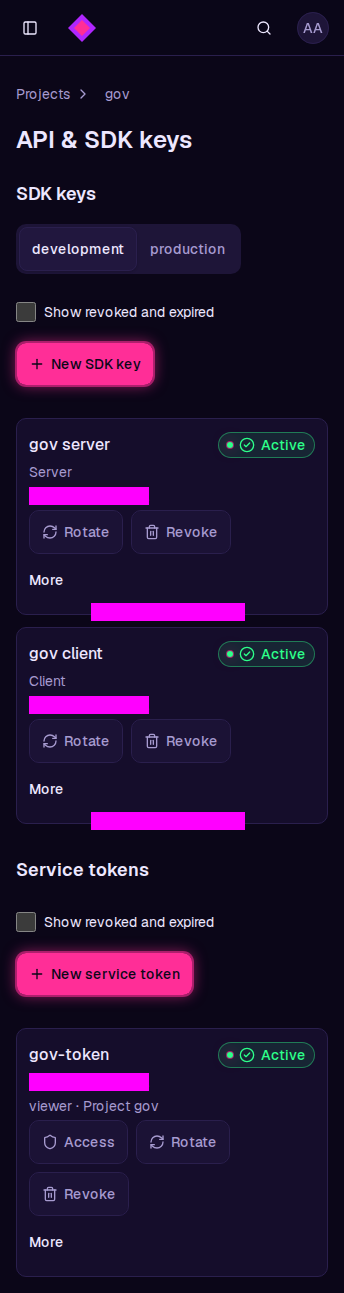 AA
Projects > gov
API & SDK keys
SDK keys
development production
Show revoked and expired
+ New SDK key
gov server Active
Server
Rotate Revoke
More
gov client Active
Client
Rotate Revoke
More
Service tokens
Show revoked and expired
+ New service token
gov-token Active
viewer · Project gov
Access Rotate
Revoke
More